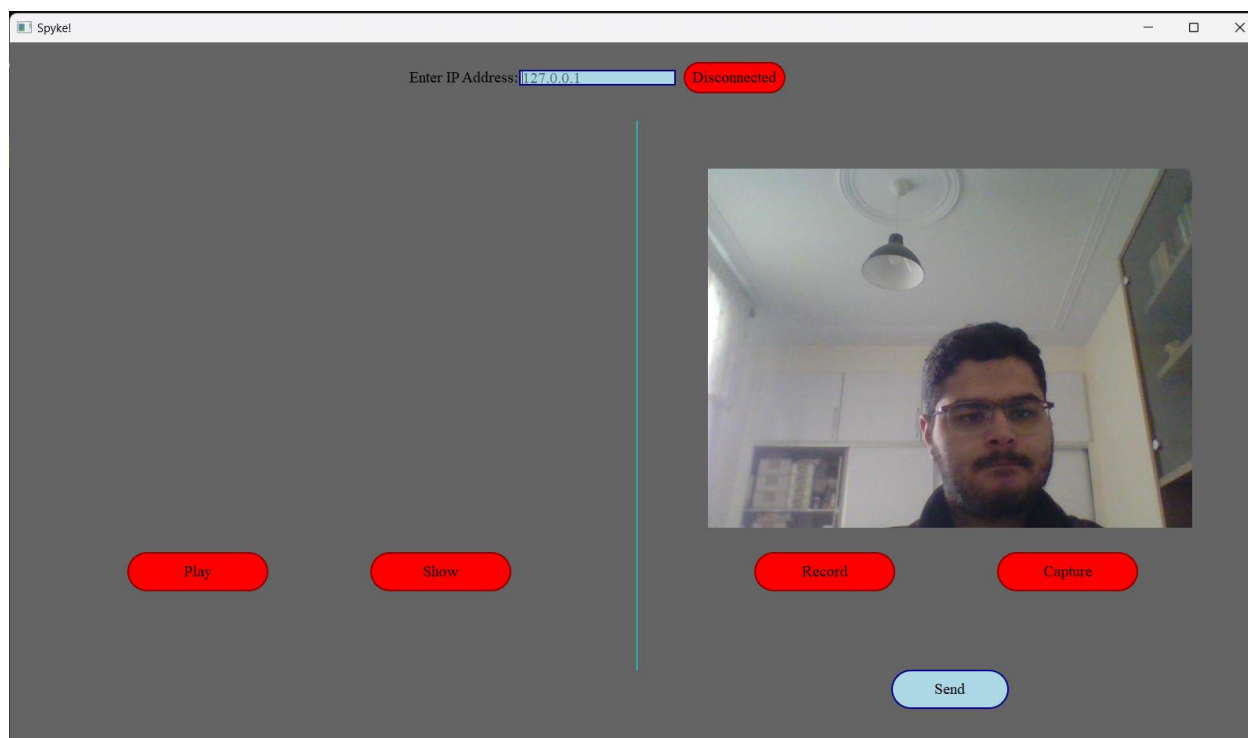 Spyke!
Enter IP Address: 127.0.0.1 Disconnected
Play Show Record Capture
Send